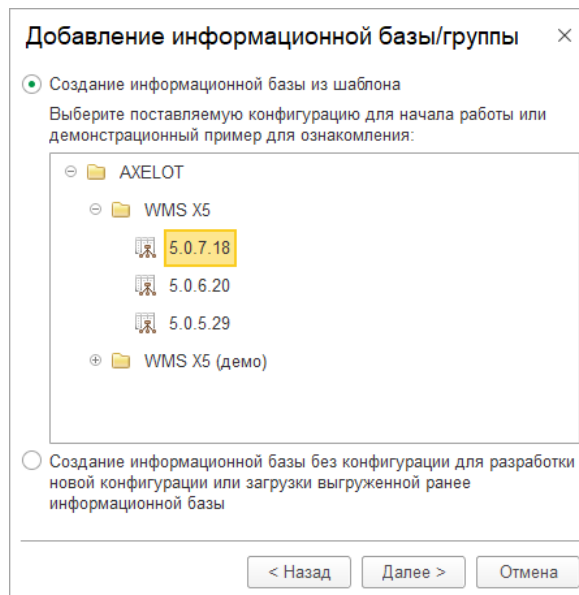 Добавление информационной базы/группы
Создание информационной базы из шаблона
Выберите поставляемую конфигурацию для начала работы или
демонстрационный пример для ознакомления:
AXELOT
WMS X5
5.0.7.18
5.0.6.20
5.0.5.29
WMS X5 (демо)
Создание информационной базы без конфигурации для разработки
новой конфигурации или загрузки выгруженной ранее
информационной базы
< Назад Далее > Отмена